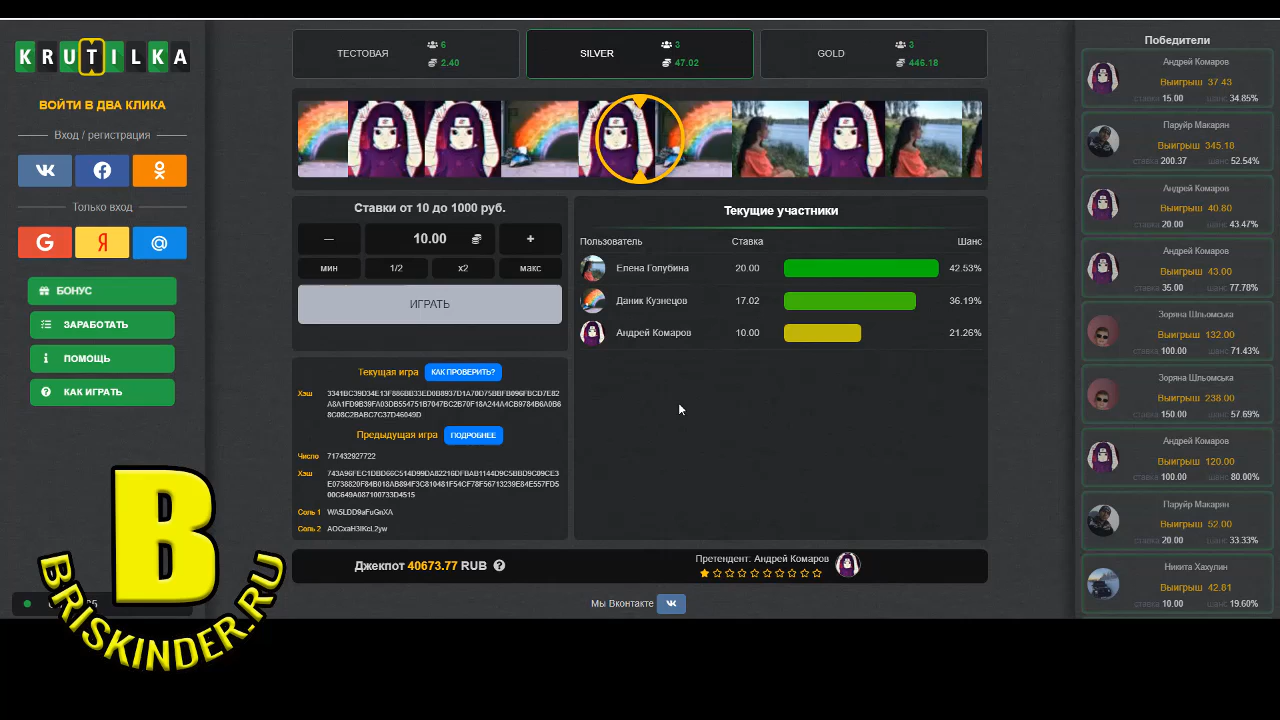 KRUTILKA
ВОЙТИ В ДВА КЛИКА
Вход / регистрация
Только вход
G Я @
БОНУС
ЗАРАБОТАТЬ
ПОМОЩЬ
КАК ИГРАТЬ
ТЕСТОВАЯ 6 2.40
SILVER 3 47.02
GOLD 3 446.18
Ставки от 10 до 1000 руб.
— 10.00 +
мин 1/2 x2 макс
ИГРАТЬ
Текущие участники
Пользователь Ставка Шанс
Елена Голубина 20.00 42.53%
Даник Кузнецов 17.02 36.19%
Андрей Комаров 10.00 21.26%
Текущая игра КАК ПРОВЕРИТЬ?
Хэш
Предыдущая игра ПОДРОБНЕЕ
Число 717432927722
Хэш
Соль 1
Соль 2
Джекпот 40673.77 RUB
Претендент: Андрей Комаров
Мы Вконтакте
Победители
Андрей Комаров
Выигрыш 37.43
ставка 15.00 шанс 34.85%
Паруйр Макарян
Выигрыш 345.18
ставка 200.37 шанс 52.54%
Андрей Комаров
Выигрыш 40.80
ставка 20.00 шанс 43.47%
Андрей Комаров
Выигрыш 43.00
ставка 35.00 шанс 77.78%
Зоряна Шльомська
Выигрыш 132.00
ставка 100.00 шанс 71.43%
Зоряна Шльомська
Выигрыш 238.00
ставка 150.00 шанс 57.69%
Андрей Комаров
Выигрыш 120.00
ставка 100.00 шанс 80.00%
Паруйр Макарян
Выигрыш 52.00
ставка 20.00 шанс 33.33%
Никита Хахулин
Выигрыш 42.81
ставка 10.00 шанс 19.60%
B
BRISKINDER.RU